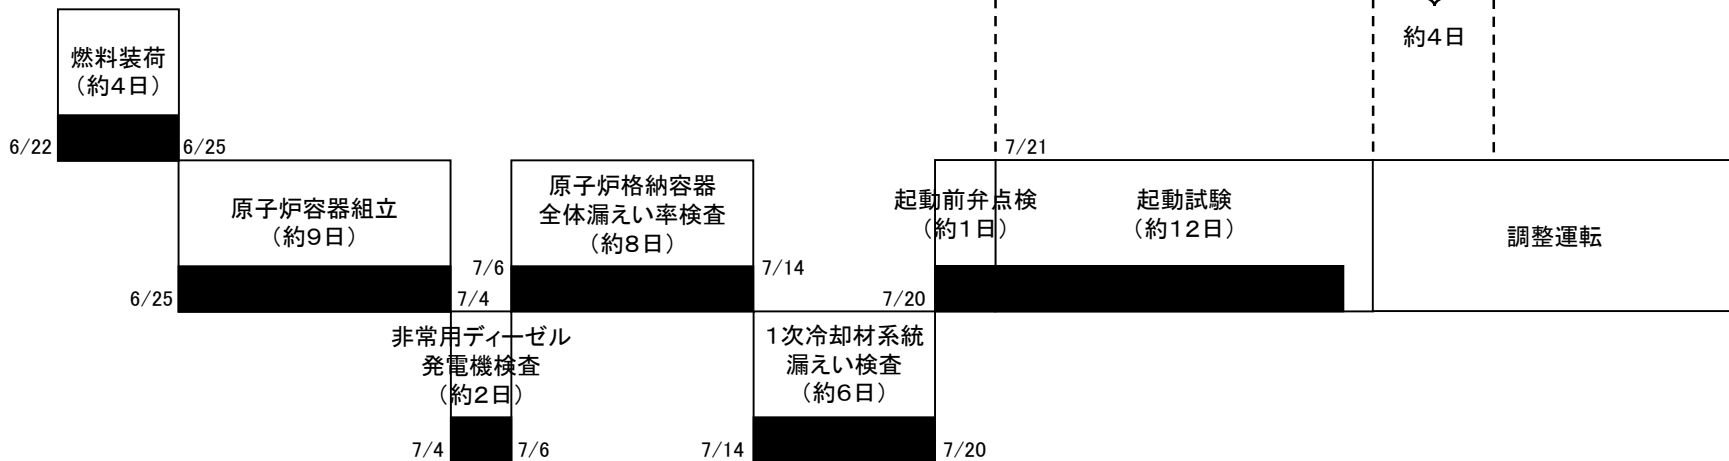 約4日
燃料装荷
（約4日）
6/22
6/25
7/21
原子炉容器組立
（約9日）
原子炉格納容器
全体漏えい率検査
（約8日）
起動前弁点検
（約1日）
起動試験
（約12日）
調整運転
6/25
7/4
7/6
7/14
7/20
非常用ディーゼル
発電機検査
（約2日）
1次冷却材系統
漏えい検査
（約6日）
7/4
7/6
7/14
7/20